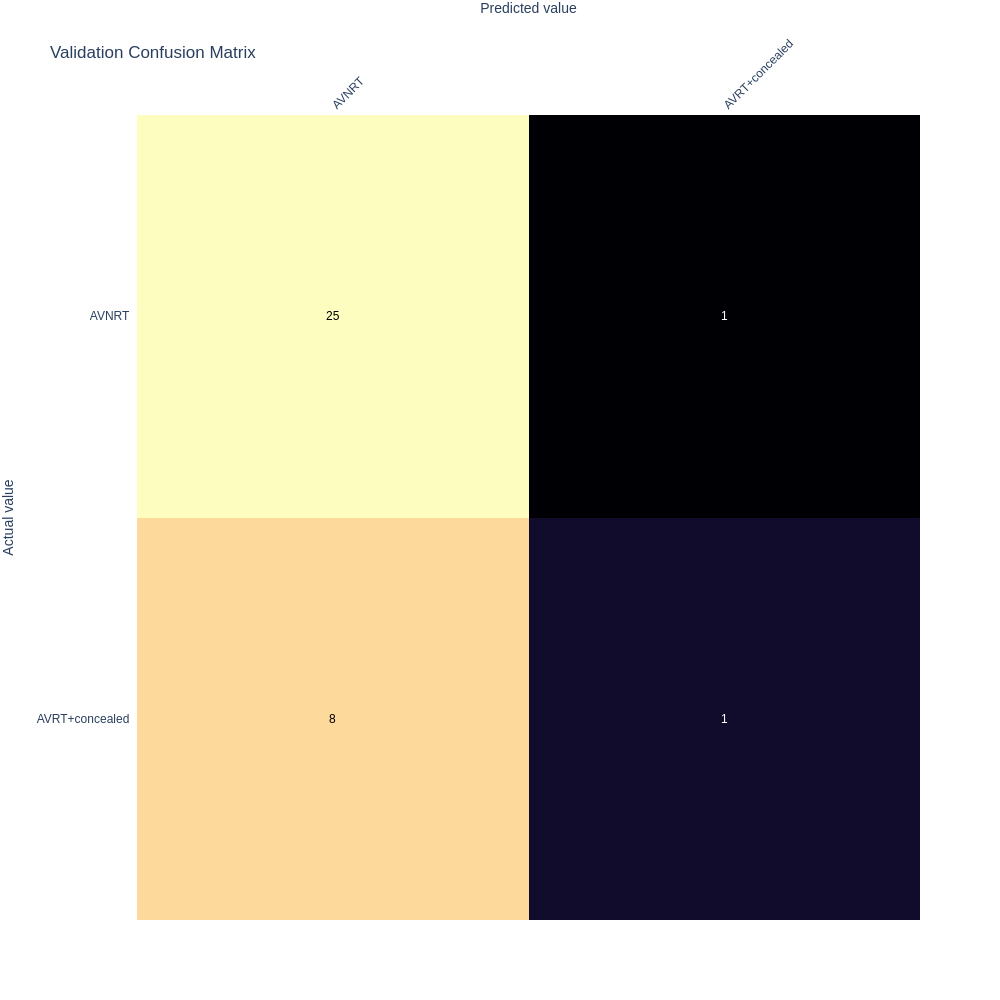 Predicted value
Validation Confusion Matrix
AVNRT
AVRT+concealed
AVNRT
25
1
Actual value
AVRT+concealed
8
1